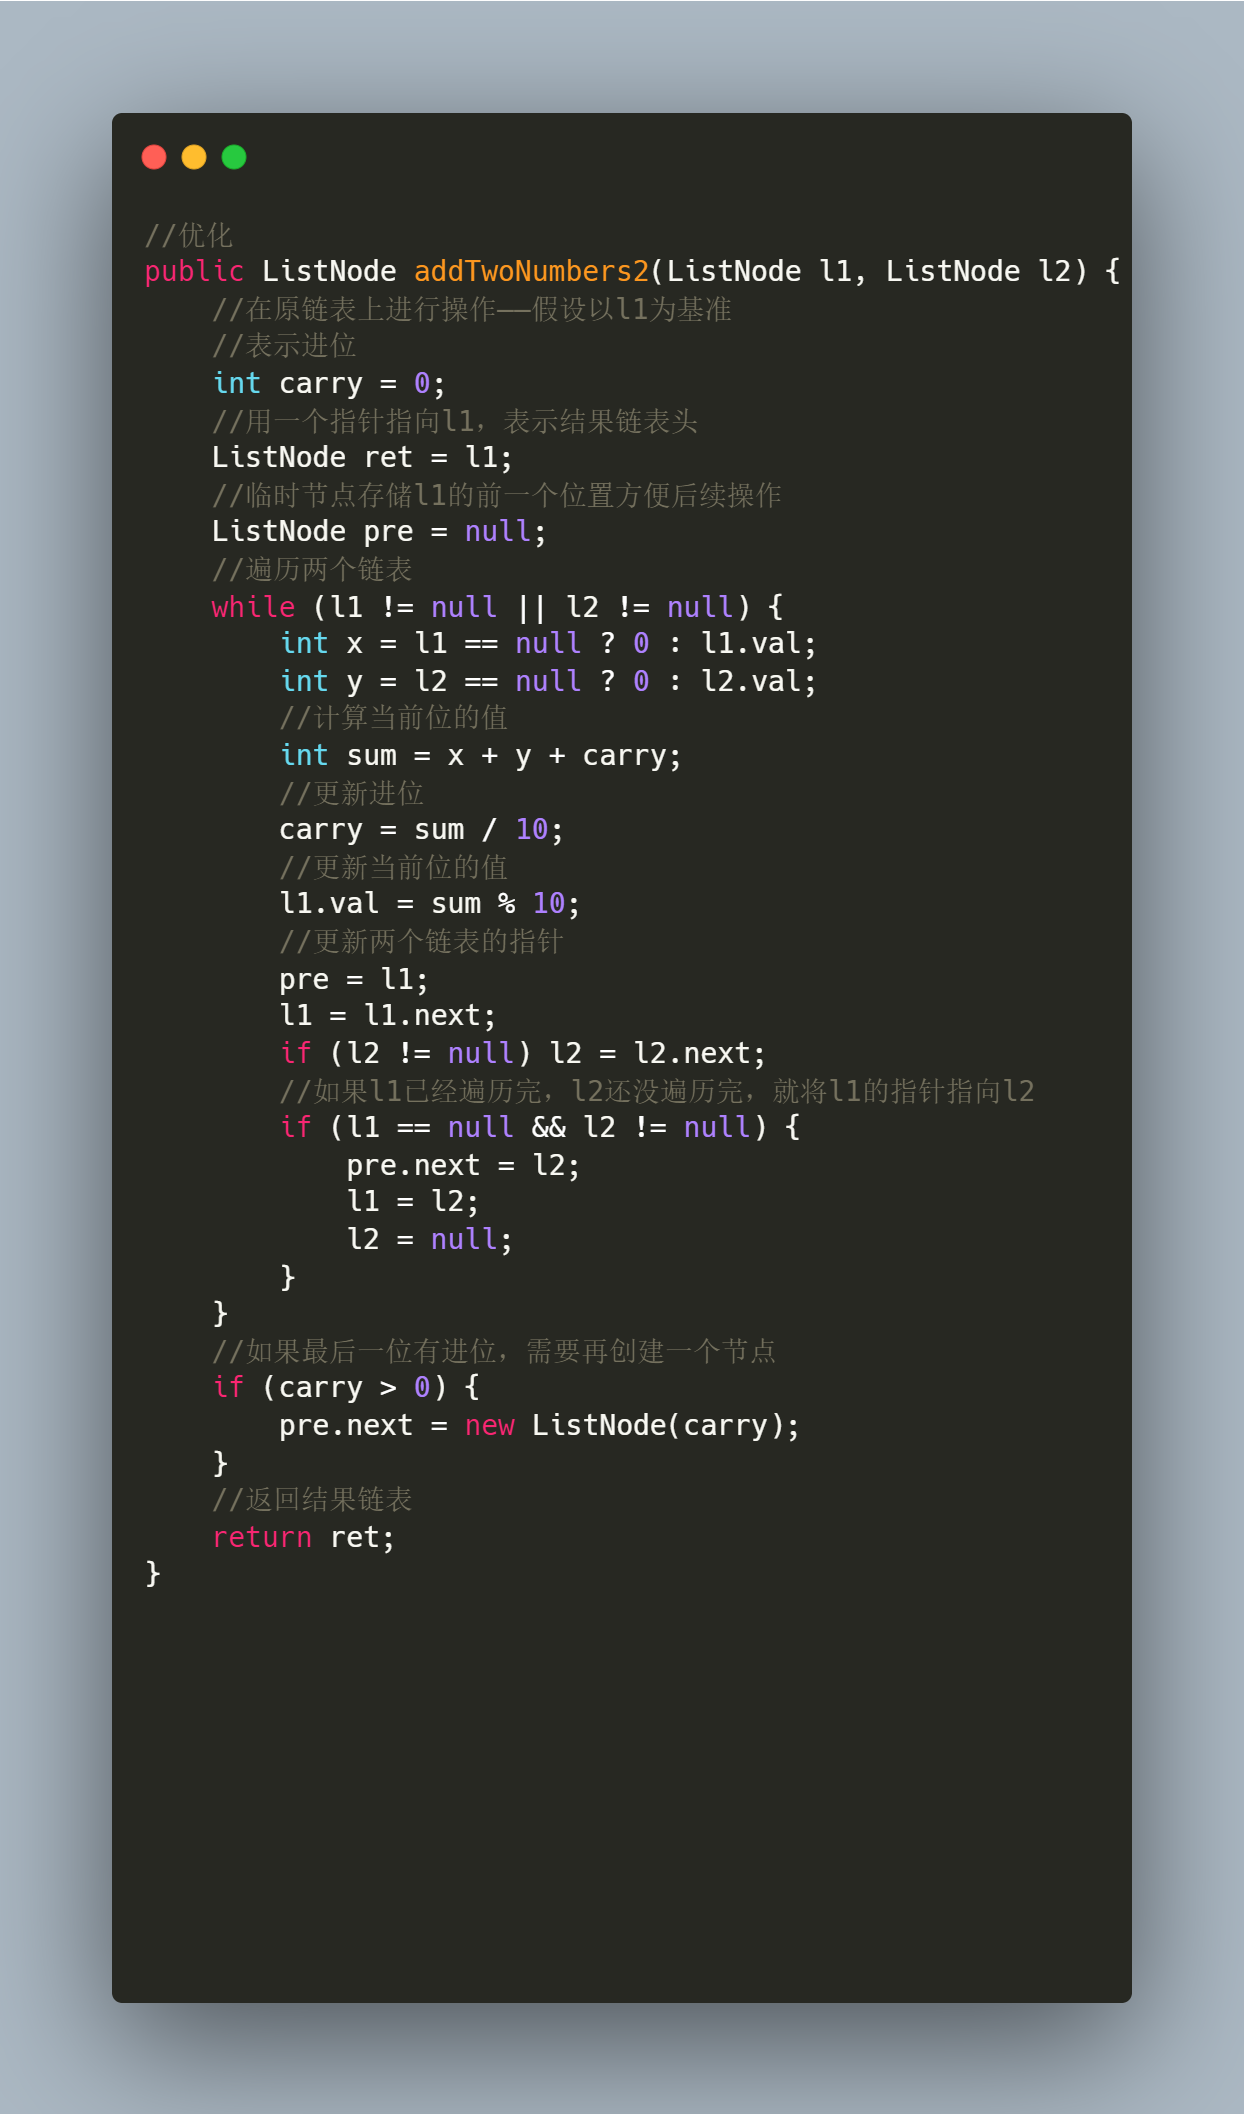 //优化
public ListNode addTwoNumbers2(ListNode l1, ListNode l2) {
    //在原链表上进行操作——假设以l1为基准
    //表示进位
    int carry = 0;
    //用一个指针指向l1，表示结果链表头
    ListNode ret = l1;
    //临时节点存储l1的前一个位置方便后续操作
    ListNode pre = null;
    //遍历两个链表
    while (l1 != null || l2 != null) {
        int x = l1 == null ? 0 : l1.val;
        int y = l2 == null ? 0 : l2.val;
        //计算当前位的值
        int sum = x + y + carry;
        //更新进位
        carry = sum / 10;
        //更新当前位的值
        l1.val = sum % 10;
        //更新两个链表的指针
        pre = l1;
        l1 = l1.next;
        if (l2 != null) l2 = l2.next;
        //如果l1已经遍历完，l2还没遍历完，就将l1的指针指向l2
        if (l1 == null && l2 != null) {
            pre.next = l2;
            l1 = l2;
            l2 = null;
        }
    }
    //如果最后一位有进位，需要再创建一个节点
    if (carry > 0) {
        pre.next = new ListNode(carry);
    }
    //返回结果链表
    return ret;
}